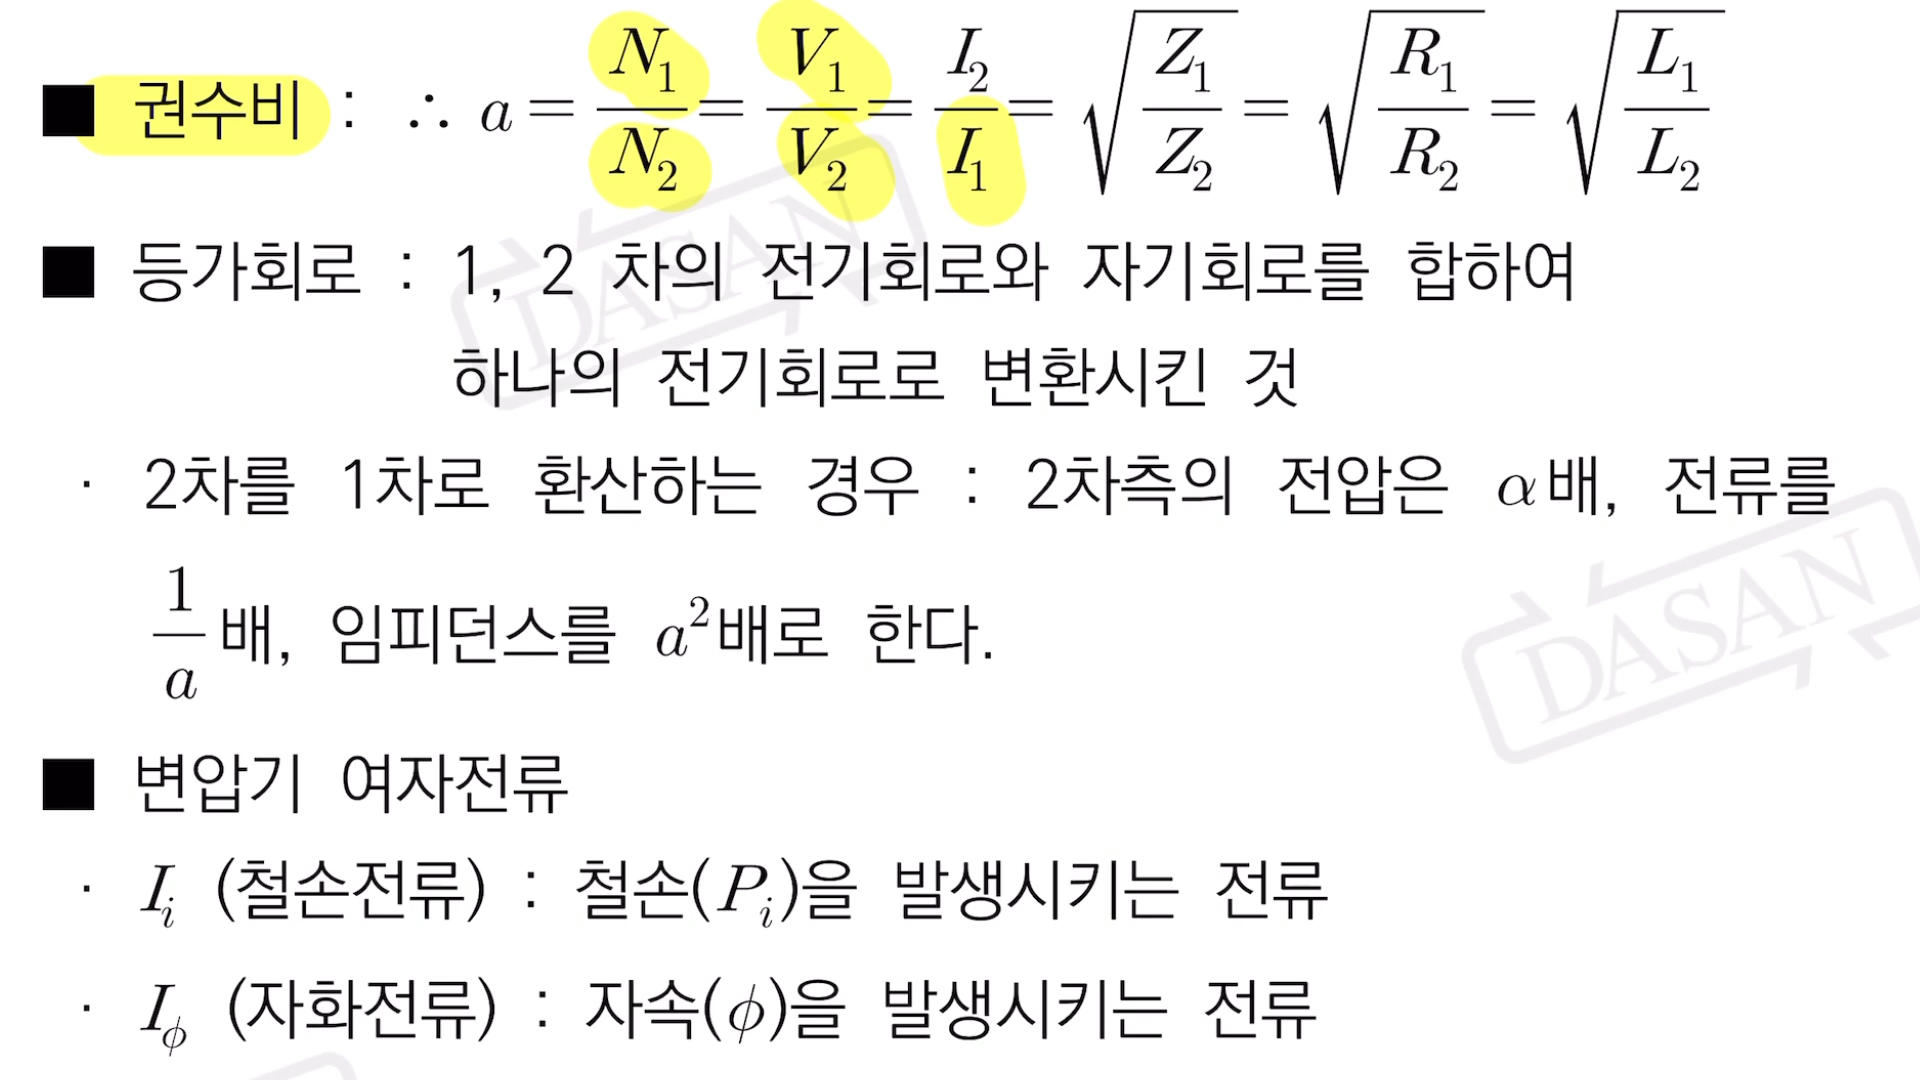 ■ 권수비 : ∴ a = N₁/N₂ = V₁/V₂ = I₂/I₁ = √(Z₁/Z₂) = √(R₁/R₂) = √(L₁/L₂)
■ 등가회로 : 1, 2 차의 전기회로와 자기회로를 합하여
하나의 전기회로로 변환시킨 것
· 2차를 1차로 환산하는 경우 : 2차측의 전압은 α배, 전류를
1/a 배, 임피던스를 a²배로 한다.
■ 변압기 여자전류
· Iᵢ (철손전류) : 철손(Pᵢ)을 발생시키는 전류
· I_ϕ (자화전류) : 자속(ϕ)을 발생시키는 전류
DASAN
DASAN